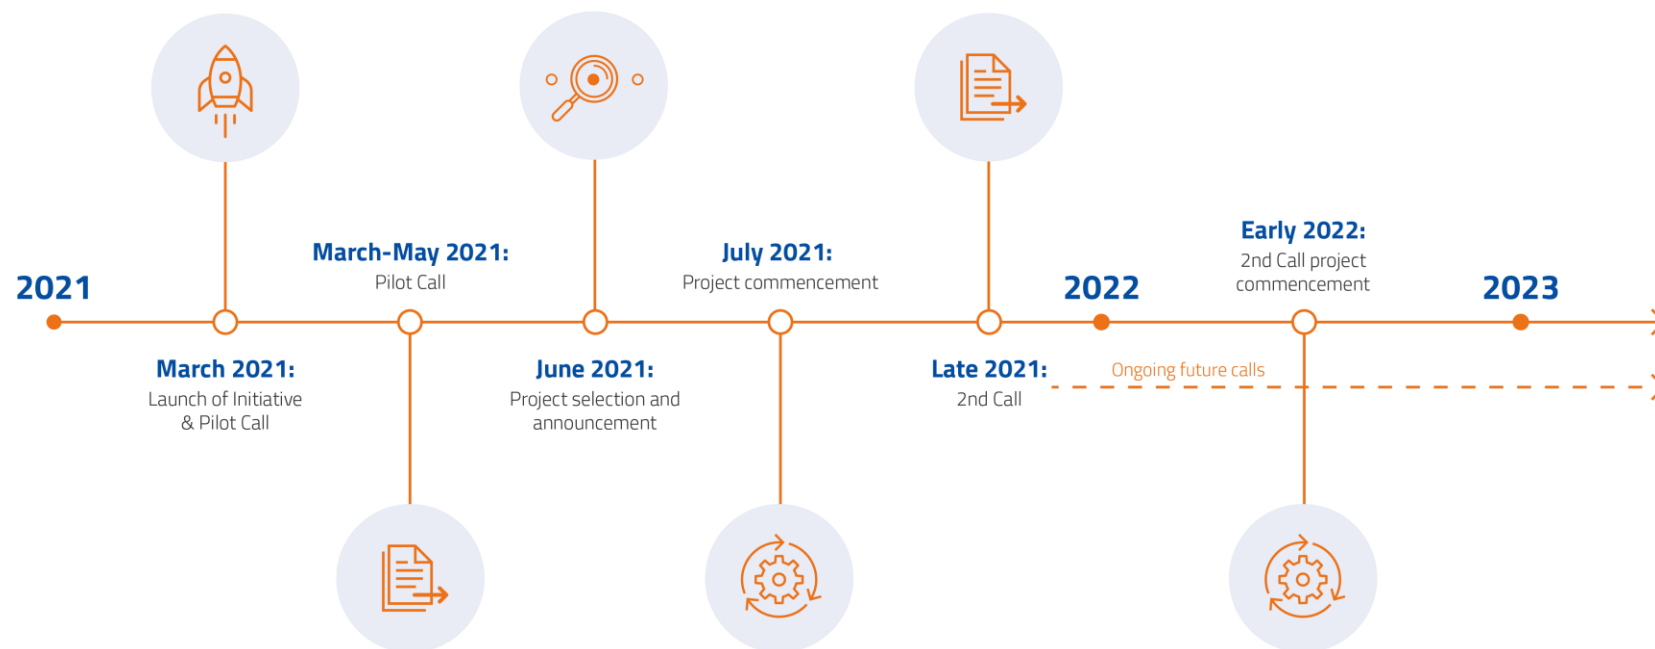 2021
March 2021:
Launch of Initiative
& Pilot Call
March-May 2021:
Pilot Call
June 2021:
Project selection and
announcement
July 2021:
Project commencement
Late 2021:
2nd Call
2022
Ongoing future calls
Early 2022:
2nd Call project
commencement
2023